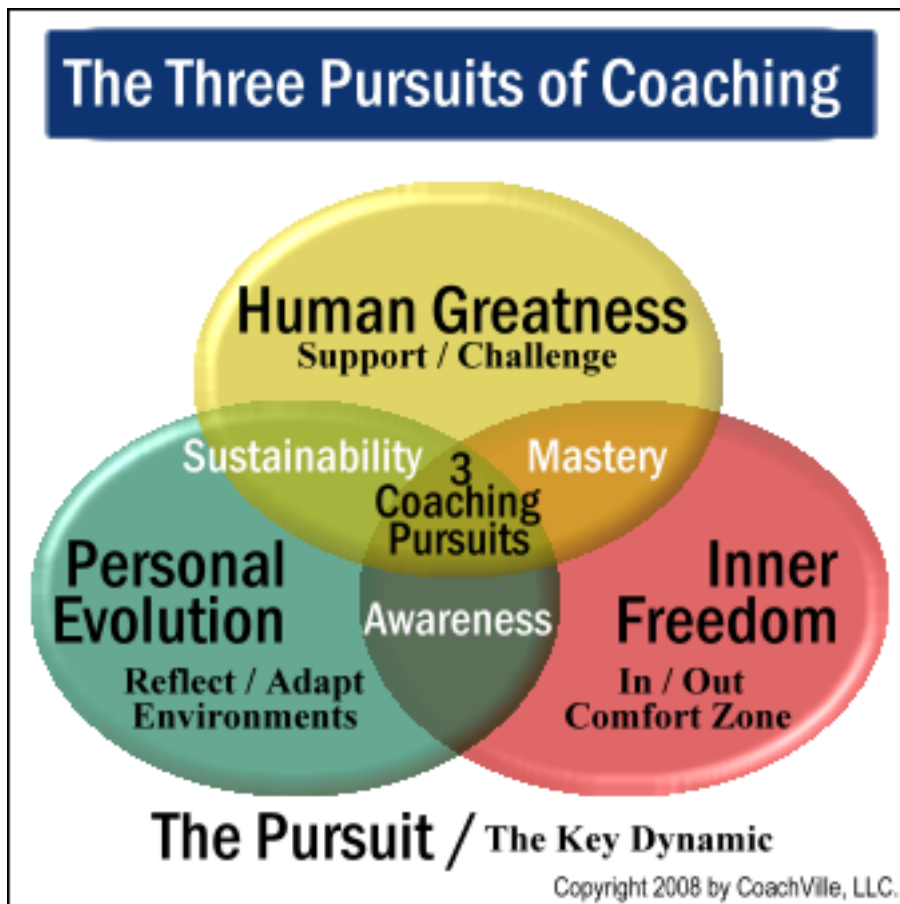 The Three Pursuits of Coaching
Human Greatness
Support / Challenge
Sustainability
Mastery
3
Coaching
Pursuits
Personal
Evolution
Reflect / Adapt
Environments
Awareness
Inner
Freedom
In / Out
Comfort Zone
The Pursuit / The Key Dynamic
Copyright 2008 by CoachVille, LLC.